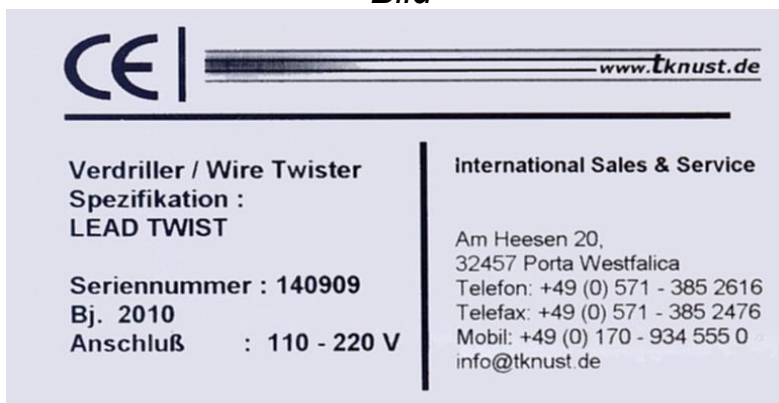 Bild
CE
www.tknust.de
Verdriller / Wire Twister
Spezifikation :
LEAD TWIST
Seriennummer : 140909
Bj. 2010
Anschluß : 110 - 220 V
International Sales & Service
Am Heesen 20,
32457 Porta Westfalica
Telefon: +49 (0) 571 - 385 2616
Telefax: +49 (0) 571 - 385 2476
Mobil: +49 (0) 170 - 934 555 0
info@tknust.de